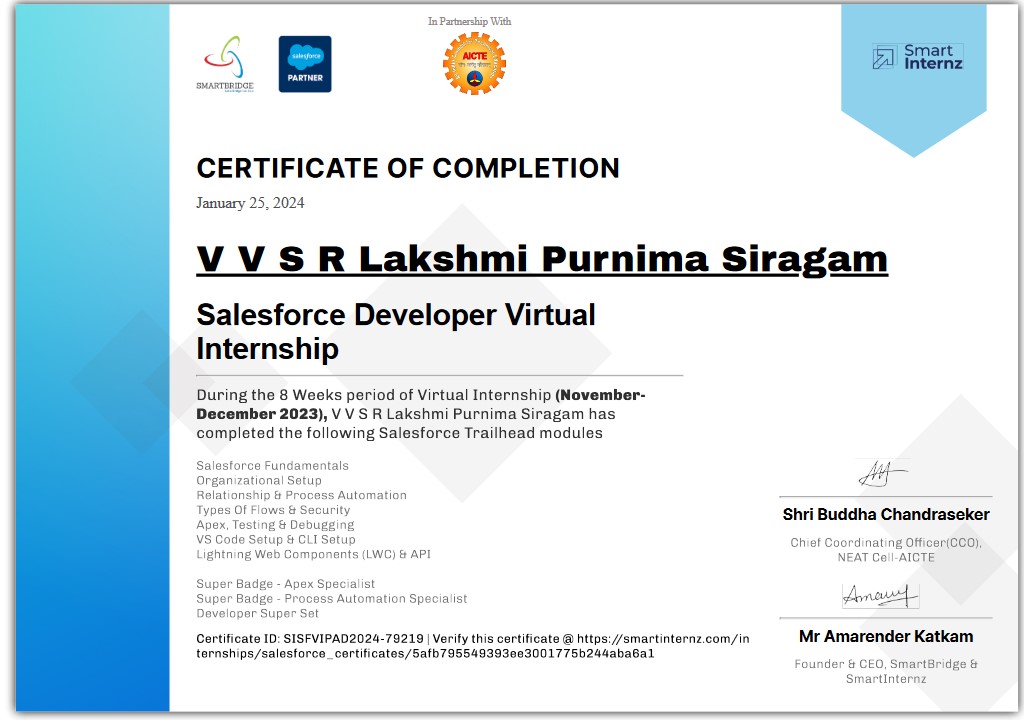 In Partnership With
SMARTBRIDGE
salesforce
PARTNER
AICTE
Smart
Internz
CERTIFICATE OF COMPLETION
January 25, 2024
V V S R Lakshmi Purnima Siragam
Salesforce Developer Virtual
Internship
During the 8 Weeks period of Virtual Internship (November-
December 2023), V V S R Lakshmi Purnima Siragam has
completed the following Salesforce Trailhead modules
Salesforce Fundamentals
Organizational Setup
Relationship & Process Automation
Types Of Flows & Security
Apex, Testing & Debugging
VS Code Setup & CLI Setup
Lightning Web Components (LWC) & API
Super Badge - Apex Specialist
Super Badge - Process Automation Specialist
Developer Super Set
Certificate ID: SISFVIPAD2024-79219 | Verify this certificate @ https://smartinternz.com/in
ternships/salesforce_certificates/5afb795549393ee3001775b244aba6a1
Shri Buddha Chandraseker
Chief Coordinating Officer(CCO),
NEAT Cell-AICTE
Mr Amarender Katkam
Founder & CEO, SmartBridge &
SmartInternz